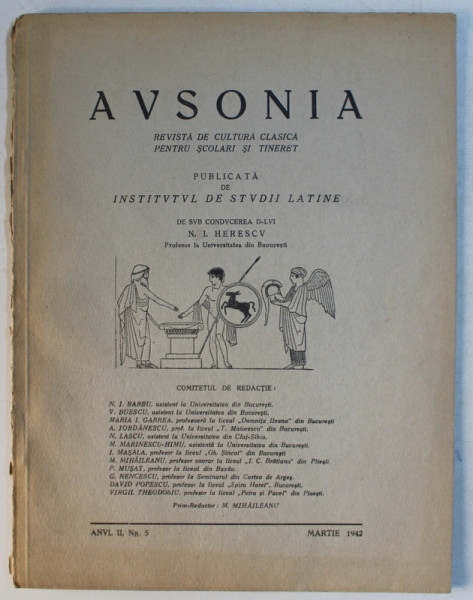 AVSONIA
REVISTĂ DE CULTURĂ CLASICĂ
PENTRU ȘCOLARI ȘI TINERET
PUBLICATĂ
DE
INSTITVTVL DE STVDII LATINE
DE SVB CONDVCEREA D-LVI
N. I. HERESCV
Profesor la Universitatea din București
COMITETUL DE REDACȚIE:
N. I. BARBU, asistent la Universitatea din București.
V. BUESCU, asistent la Universitatea din București.
MARIA I. GARREA, profesoară la liceul „Domnița Ileana" din București
A. IORDĂNESCU, prof. la liceul „T. Maiorescu" din București.
N. LASCU, asistent la Universitatea din Cluj-Sibiu.
M. MARINESCU-HIMU, asistentă la Universitatea din București.
I. MAȘALA, profesor la liceul „Gh. Șincai" din București.
M. MIHĂILEANU, profesor onorar la liceul „I. C. Brătianu" din Pitești.
P. MUȘAT, profesor la liceul din Buzău.
G. NENCESCU, profesor la Seminarul din Curtea de Argeș.
DAVID POPESCU, profesor la liceul „Spiru Haret", București.
VIRGIL THEODOSIU, profesor la liceul „Petru și Pavel" din Ploești.
Prim-Redactor: M. MIHĂILEANU
ANVL II, NR. 5 MARTIE 1942